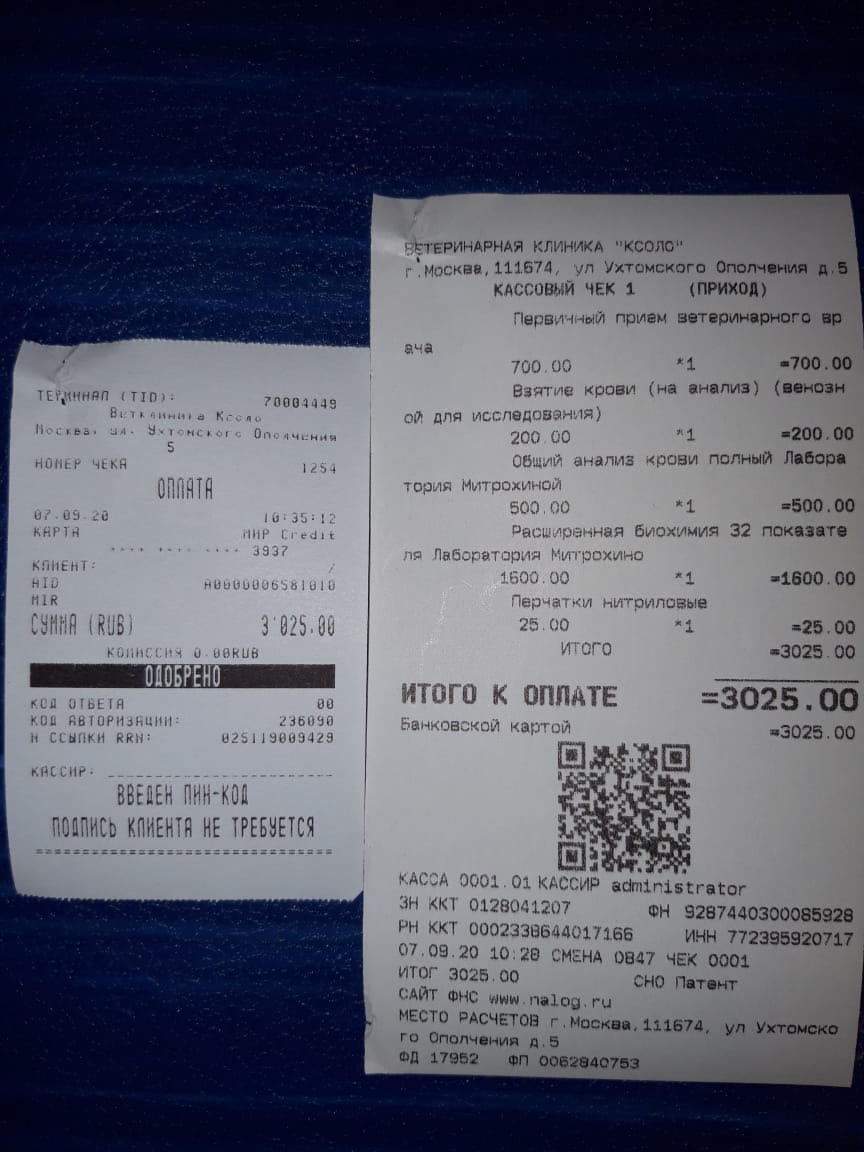 ТЕРМИНАЛ (TID): 70004449
Ветклиника Ксоло
Москва, ул. Ухтомского Ополчения
5
НОМЕР ЧЕКА 1254
ОПЛАТА
07.09.20 10:35:12
КАРТА МИР Credit
**** **** **** 3937
КЛИЕНТ: /
AID A0000006581010
MIR
СУММА (RUB) 3'025.00
КОМИССИЯ 0.00RUB
ОДОБРЕНО
КОД ОТВЕТА 00
КОД АВТОРИЗАЦИИ: 236090
N ССЫЛКИ RRN: 025119009429
КАССИР: ____________________
ВВЕДЕН ПИН-КОД
ПОДПИСЬ КЛИЕНТА НЕ ТРЕБУЕТСЯ
================================
ВЕТЕРИНАРНАЯ КЛИНИКА "КСОЛО"
г.Москва,111674, ул Ухтомского Ополчения д.5
КАССОВЫЙ ЧЕК 1 (ПРИХОД)
Первичный прием ветеринарного вр
ача
700.00 *1 =700.00
Взятие крови (на анализ) (венозн
ой для исследования)
200.00 *1 =200.00
Общий анализ крови полный Лабора
тория Митрохиной
500.00 *1 =500.00
Расширенная биохимия 32 показате
ля Лаборатория Митрохино
1600.00 *1 =1600.00
Перчатки нитриловые
25.00 *1 =25.00
ИТОГО =3025.00
ИТОГО К ОПЛАТЕ =3025.00
Банковской картой =3025.00
КАССА 0001.01 КАССИР administrator
ЗН ККТ 0128041207 ФН 9287440300085928
РН ККТ 0002338644017166 ИНН 772395920717
07.09.20 10:28 СМЕНА 0847 ЧЕК 0001
ИТОГ 3025.00 СНО Патент
САЙТ ФНС www.nalog.ru
МЕСТО РАСЧЕТОВ г.Москва,111674, ул Ухтомско
го Ополчения д.5
ФД 17952 ФП 0062840753